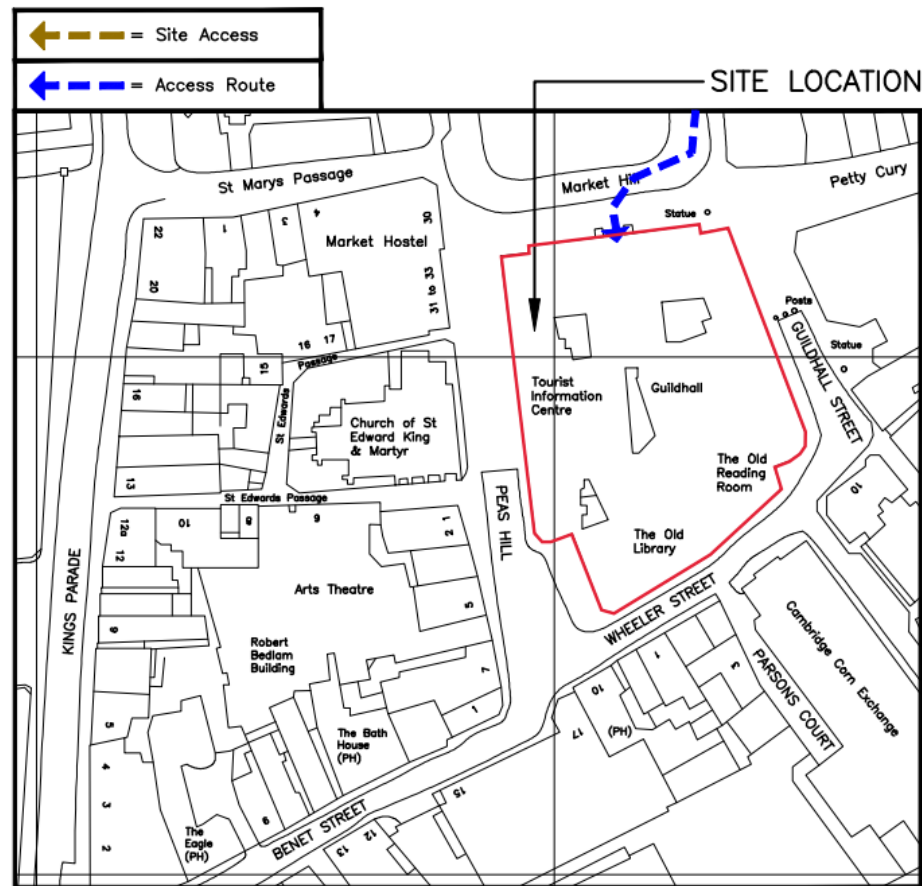 = Site Access
= Access Route
SITE LOCATION
St Marys Passage
Market Hill
Petty Cury
Statue
22
1
3
4
30
Market Hostel
20
31 to 33
Posts
GUILDHALL STREET
Statue
16
17
Passage
15
St Edwards
16
Tourist
Information
Centre
Guildhall
Church of St
Edward King
& Martyr
13
The Old
Reading
Room
10
St Edwards Passage
PEAS HILL
12a
12
10
8
6
1
2
The Old
Library
KINGS PARADE
Arts Theatre
5
WHEELER STREET
Cambridge Corn Exchange
9
Robert
Bedlam
Building
7
1
1
3
PARSONS COURT
10
(PH)
17
5
The Bath
House
(PH)
4
3
2
The
Eagle
(PH)
9
BENET STREET
15
12
13